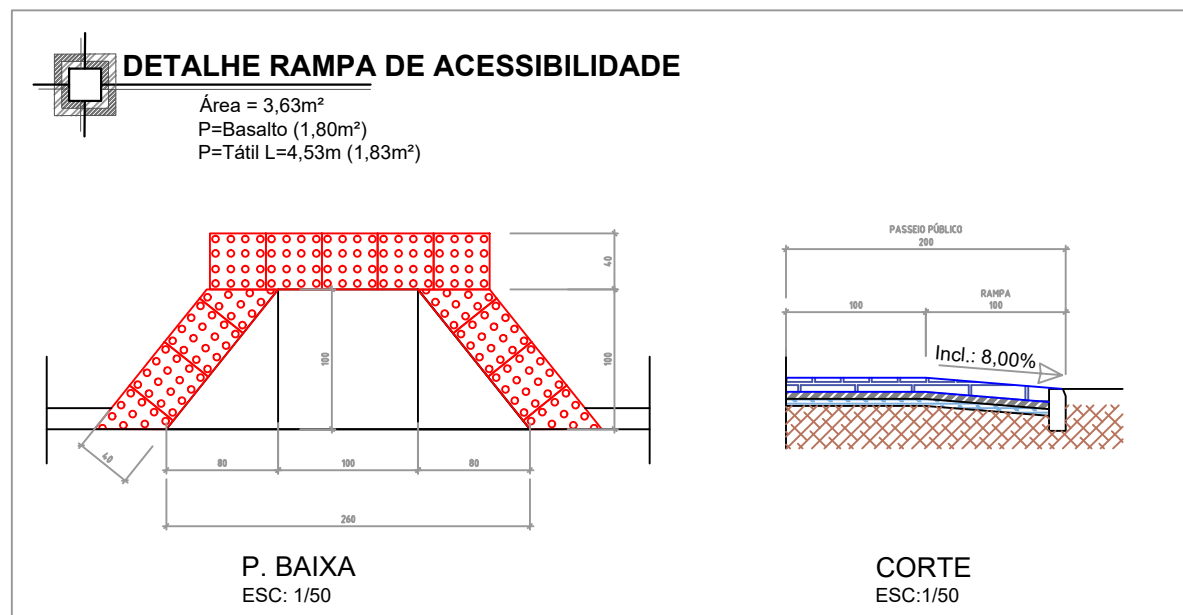 DETALHE RAMPA DE ACESSIBILIDADE
Área = 3,63m²
P=Basalto (1,80m²)
P=Tátil L=4,53m (1,83m²)
40
100
100
40
80
100
80
260
P. BAIXA
ESC: 1/50
PASSEIO PÚBLICO
200
RAMPA
100
100
Incl.: 8,00%
CORTE
ESC:1/50